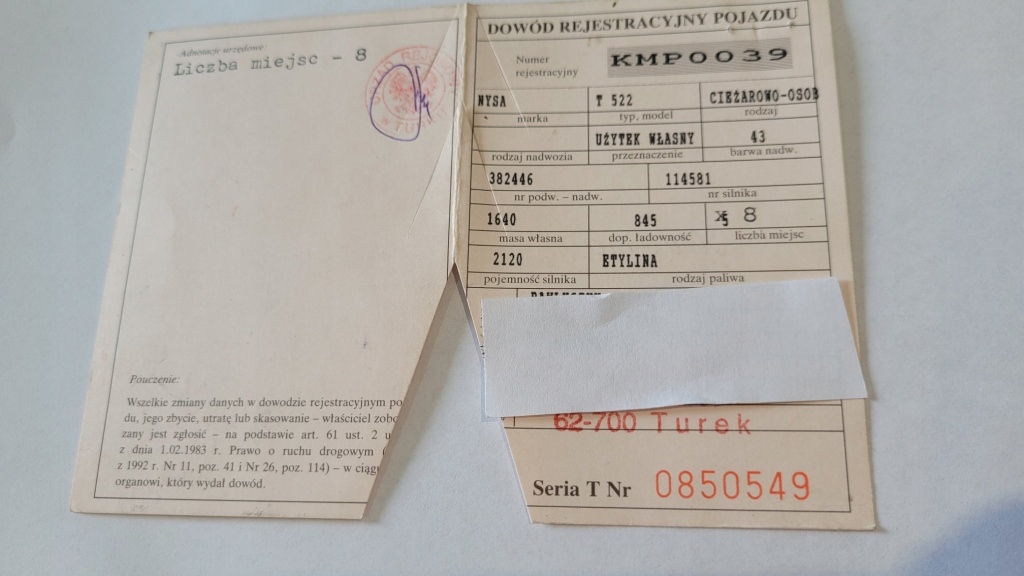 Adnotacje urzędowe:
Liczba miejsc - 8
Pouczenie:
Wszelkie zmiany danych w dowodzie rejestracyjnym po
du, jego zbycie, utratę lub skasowanie – właściciel zobo
zany jest zgłosić – na podstawie art. 61 ust. 2 u
z dnia 1.02.1983 r. Prawo o ruchu drogowym (
z 1992 r. Nr 11, poz. 41 i Nr 26, poz. 114) – w ciągu
organowi, który wydał dowód.
DOWÓD REJESTRACYJNY POJAZDU
Numer
rejestracyjny
KMP0039
NYSA T 522 CIEŻAROWO-OSOB
marka typ, model rodzaj
UŻYTEK WŁASNY 43
rodzaj nadwozia przeznaczenie barwa nadw.
382446 114581
nr podw. – nadw. nr silnika
1640 845 8
masa własna dop. ładowność liczba miejsc
2120 ETYLINA
pojemność silnika rodzaj paliwa
62-700 Turek
Seria T Nr 0850549